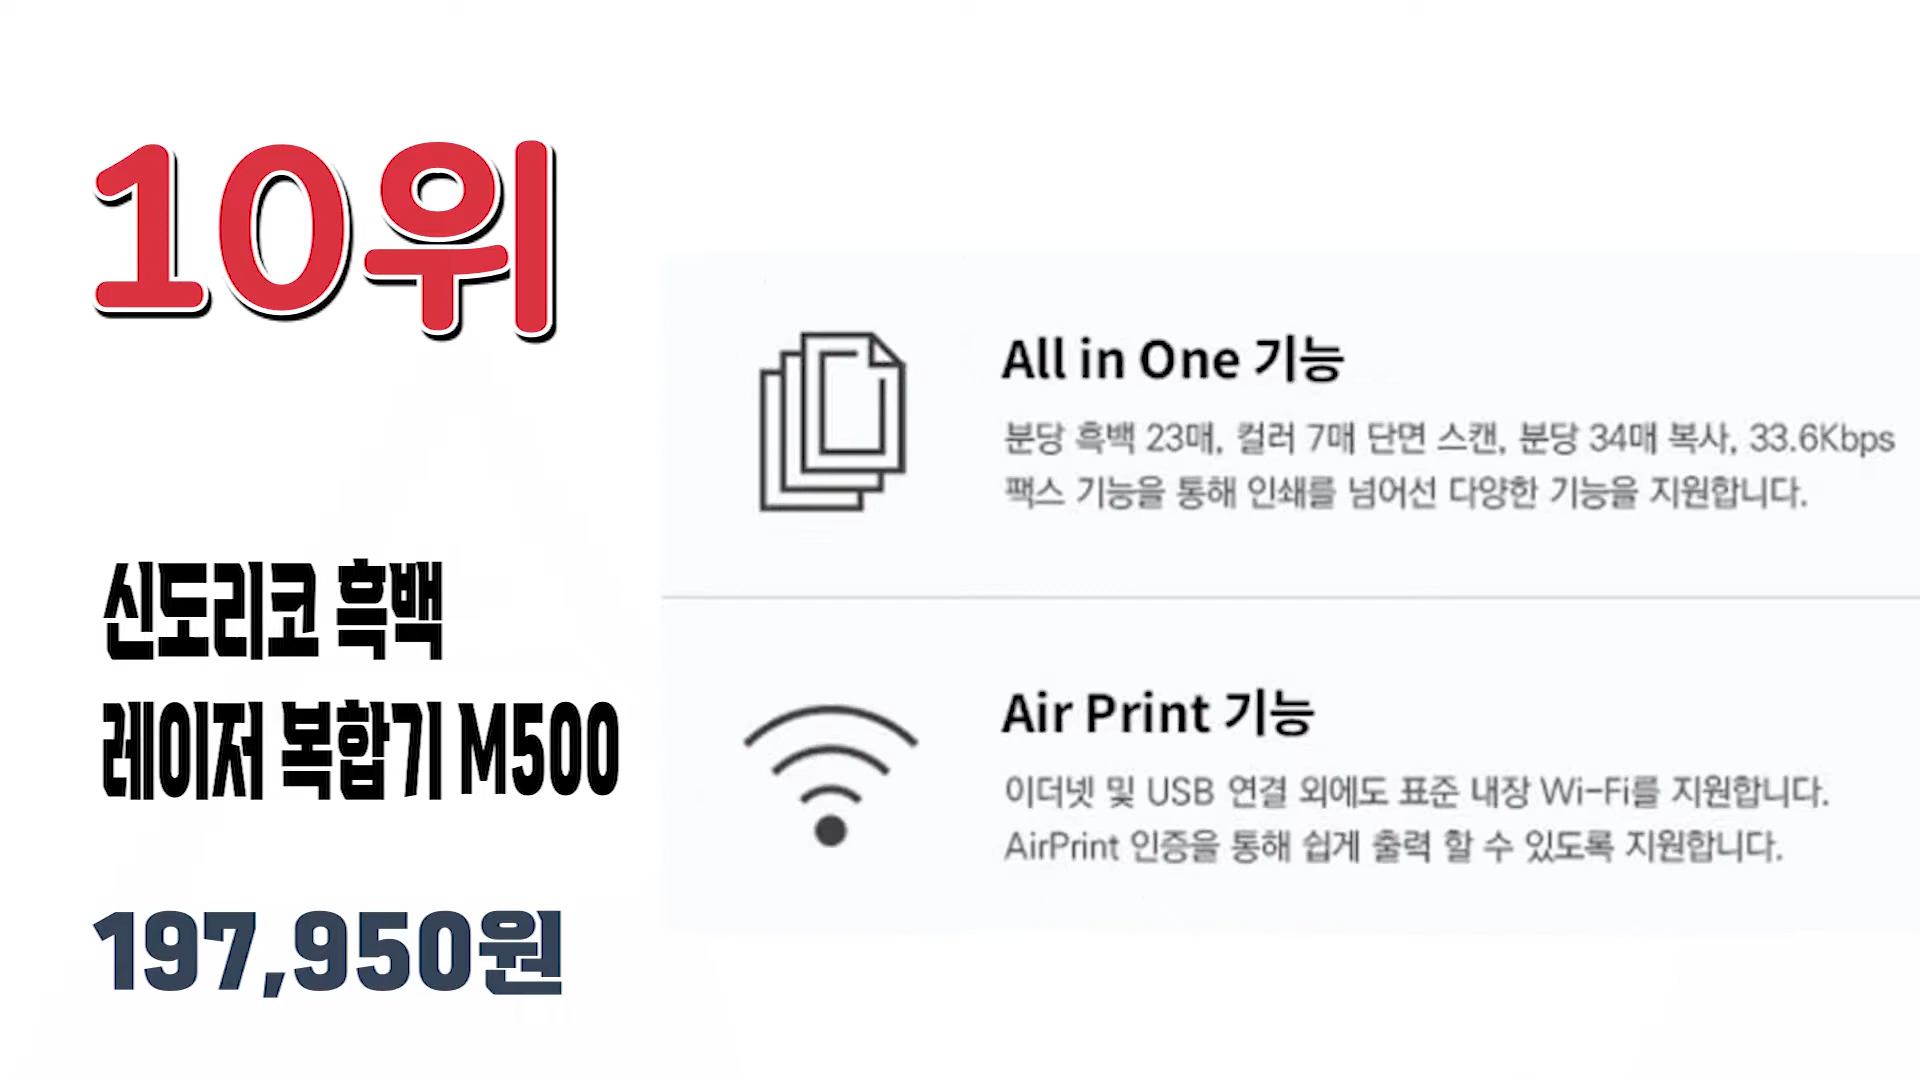 10위
신도리코 흑백
레이저 복합기 M500
197,950원
All in One 기능
분당 흑백 23매, 컬러 7매 단면 스캔, 분당 34매 복사, 33.6Kbps
팩스 기능을 통해 인쇄를 넘어선 다양한 기능을 지원합니다.
Air Print 기능
이더넷 및 USB 연결 외에도 표준 내장 Wi-Fi를 지원합니다.
AirPrint 인증을 통해 쉽게 출력 할 수 있도록 지원합니다.